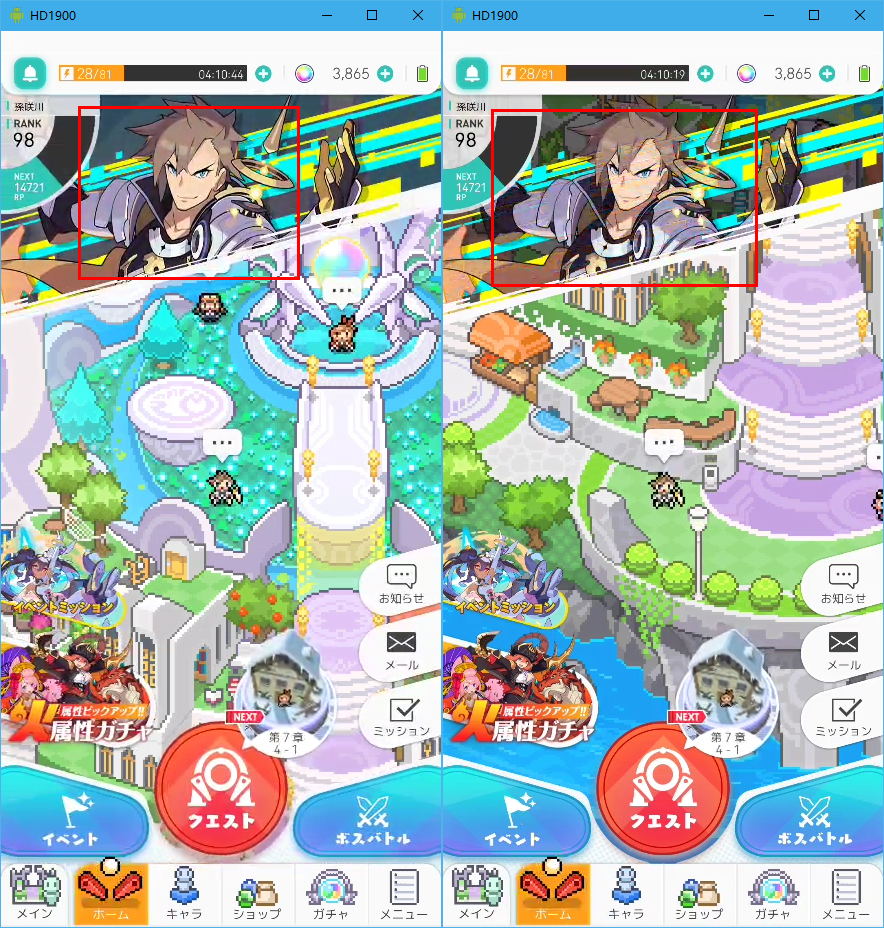 HD1900
28/81
04:10:44
3,865
孫咲川
RANK
98
NEXT
14721
RP
...
...
イベントミッション
火属性ピックアップ!!
属性ガチャ
お知らせ
メール
ミッション
NEXT
第7章
4-1
イベント
クエスト
ボスバトル
メイン
ホーム
キャラ
ショップ
ガチャ
メニュー
HD1900
28/81
04:10:19
3,865
孫咲川
RANK
98
NEXT
14721
RP
...
イベントミッション
火属性ピックアップ!!
属性ガチャ
お知らせ
メール
ミッション
NEXT
第7章
4-1
イベント
クエスト
ボスバトル
メイン
ホーム
キャラ
ショップ
ガチャ
メニュー